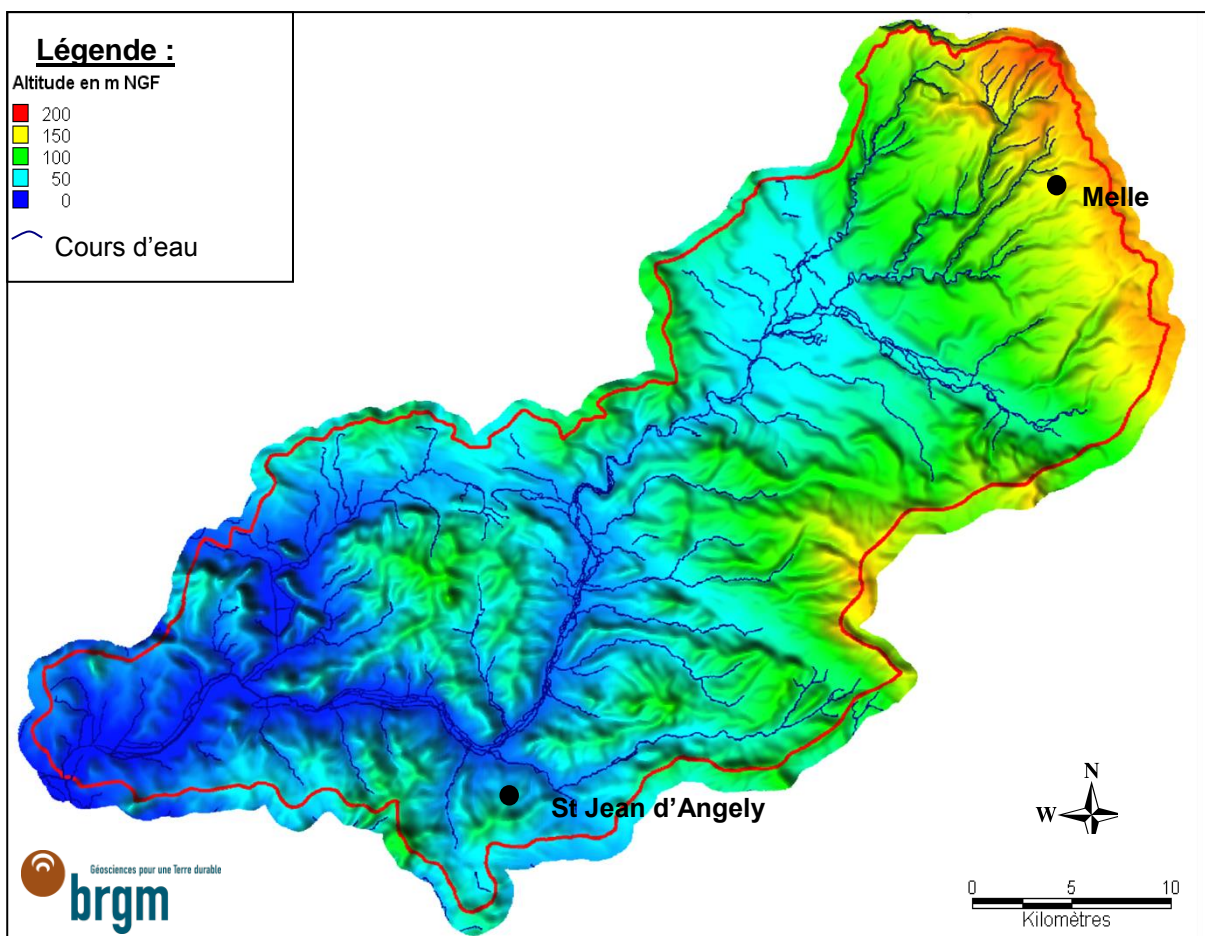 Légende :
Altitude en m NGF
200
150
100
50
0
Cours d'eau
Melle
St Jean d'Angely
N
W
Géosciences pour une Terre durable
brgm
0 5 10
Kilomètres